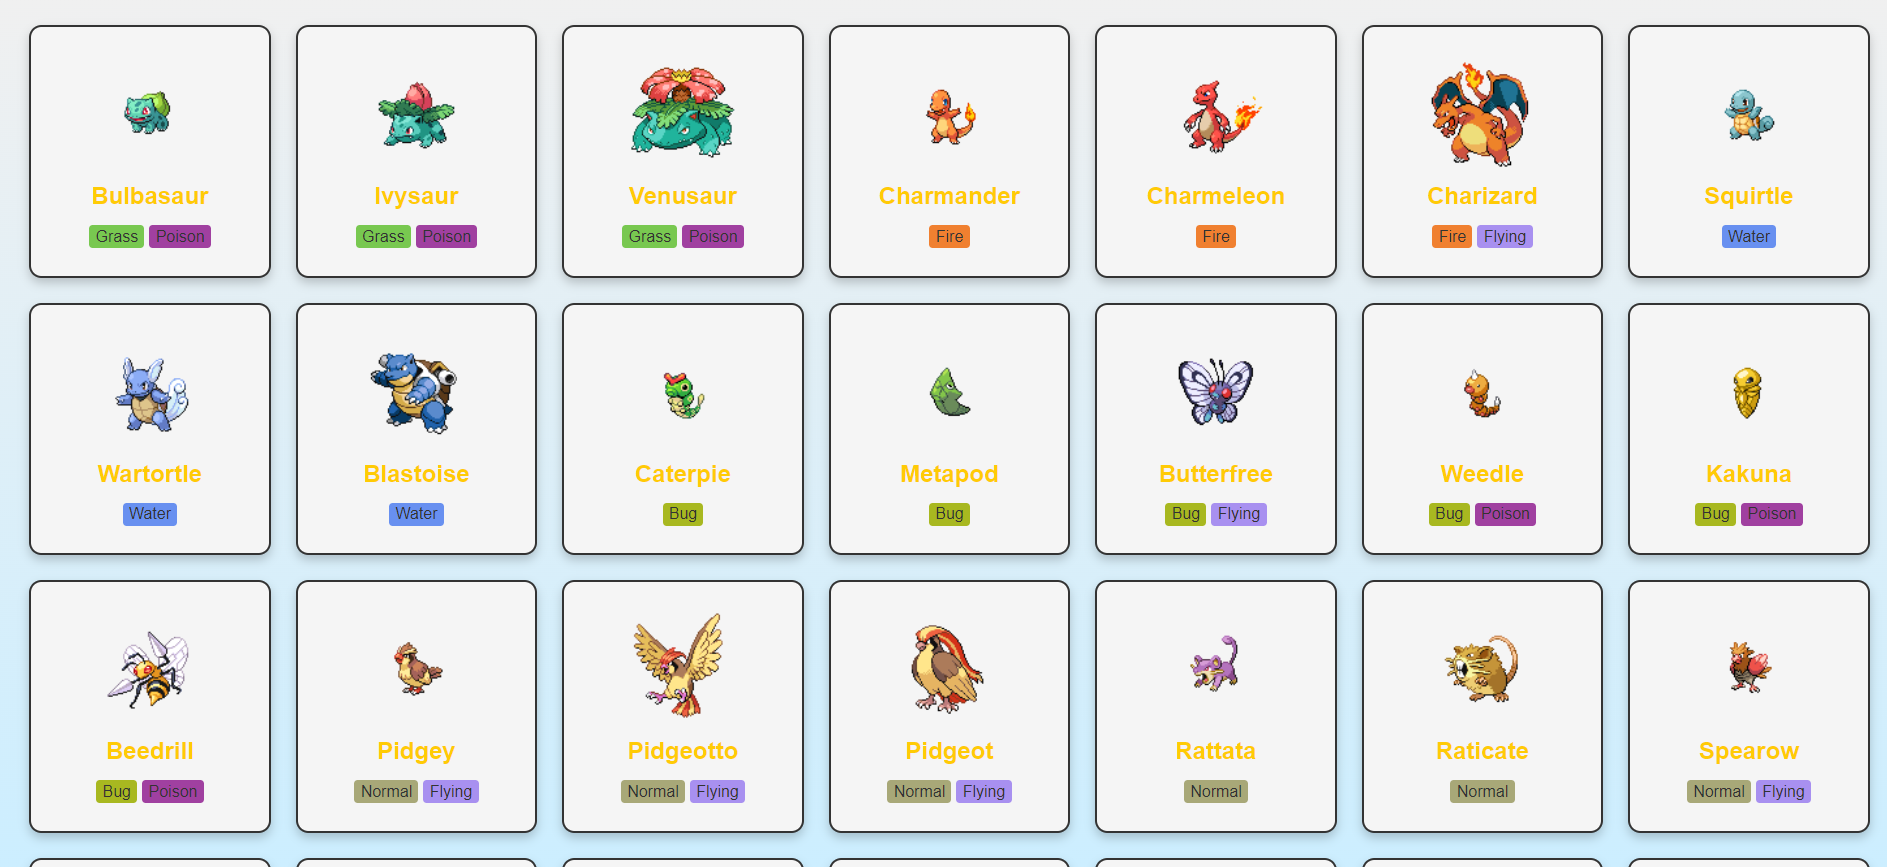 Bulbasaur
Grass Poison
Ivysaur
Grass Poison
Venusaur
Grass Poison
Charmander
Fire
Charmeleon
Fire
Charizard
Fire Flying
Squirtle
Water
Wartortle
Water
Blastoise
Water
Caterpie
Bug
Metapod
Bug
Butterfree
Bug Flying
Weedle
Bug Poison
Kakuna
Bug Poison
Beedrill
Bug Poison
Pidgey
Normal Flying
Pidgeotto
Normal Flying
Pidgeot
Normal Flying
Rattata
Normal
Raticate
Normal
Spearow
Normal Flying